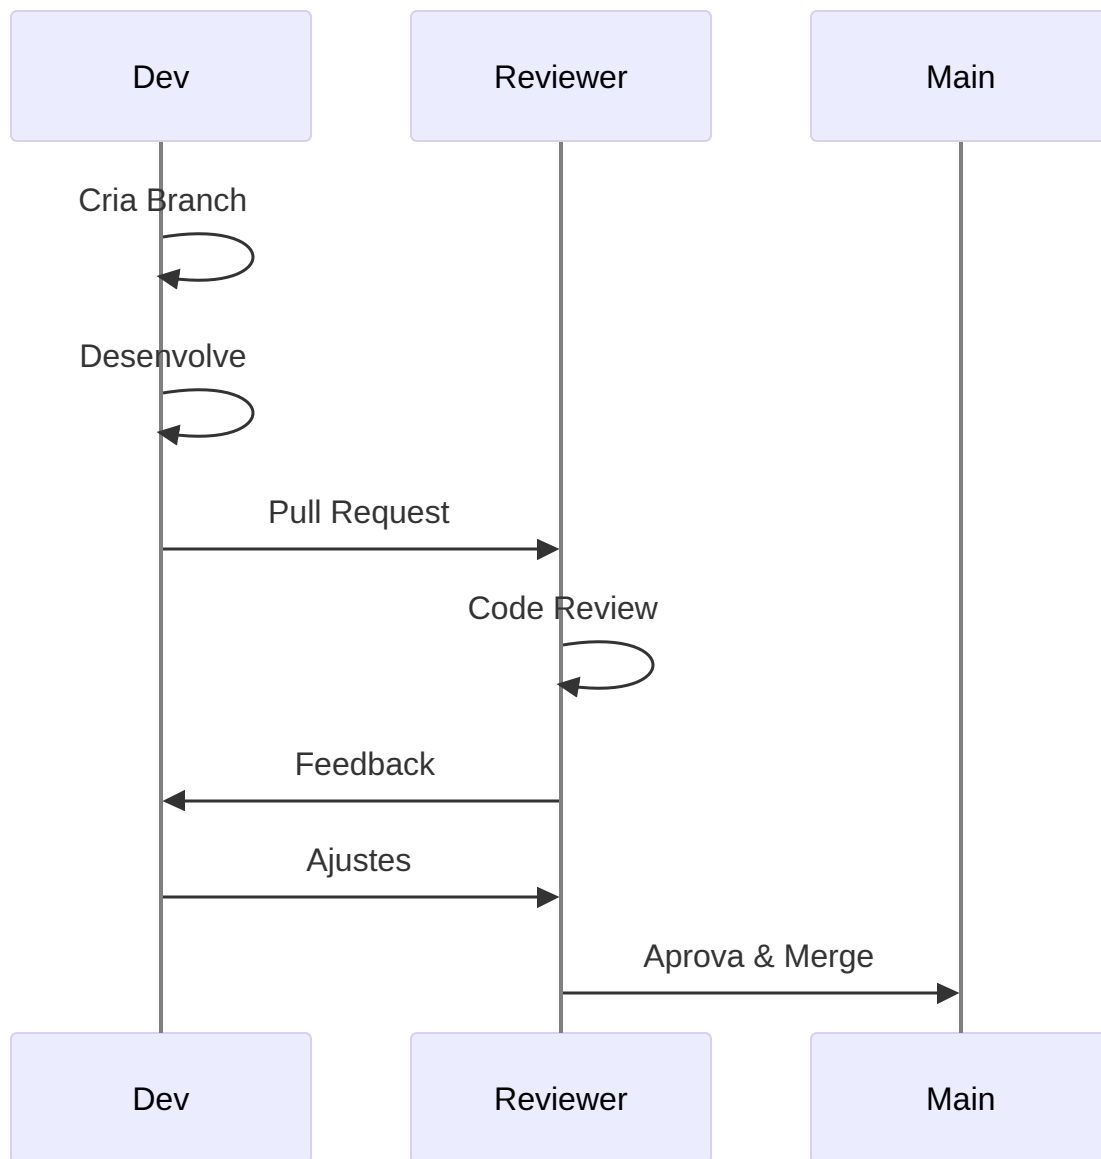 Dev
Reviewer
Main
Cria Branch
Desenvolve
Pull Request
Code Review
Feedback
Ajustes
Aprova & Merge
Dev
Reviewer
Main